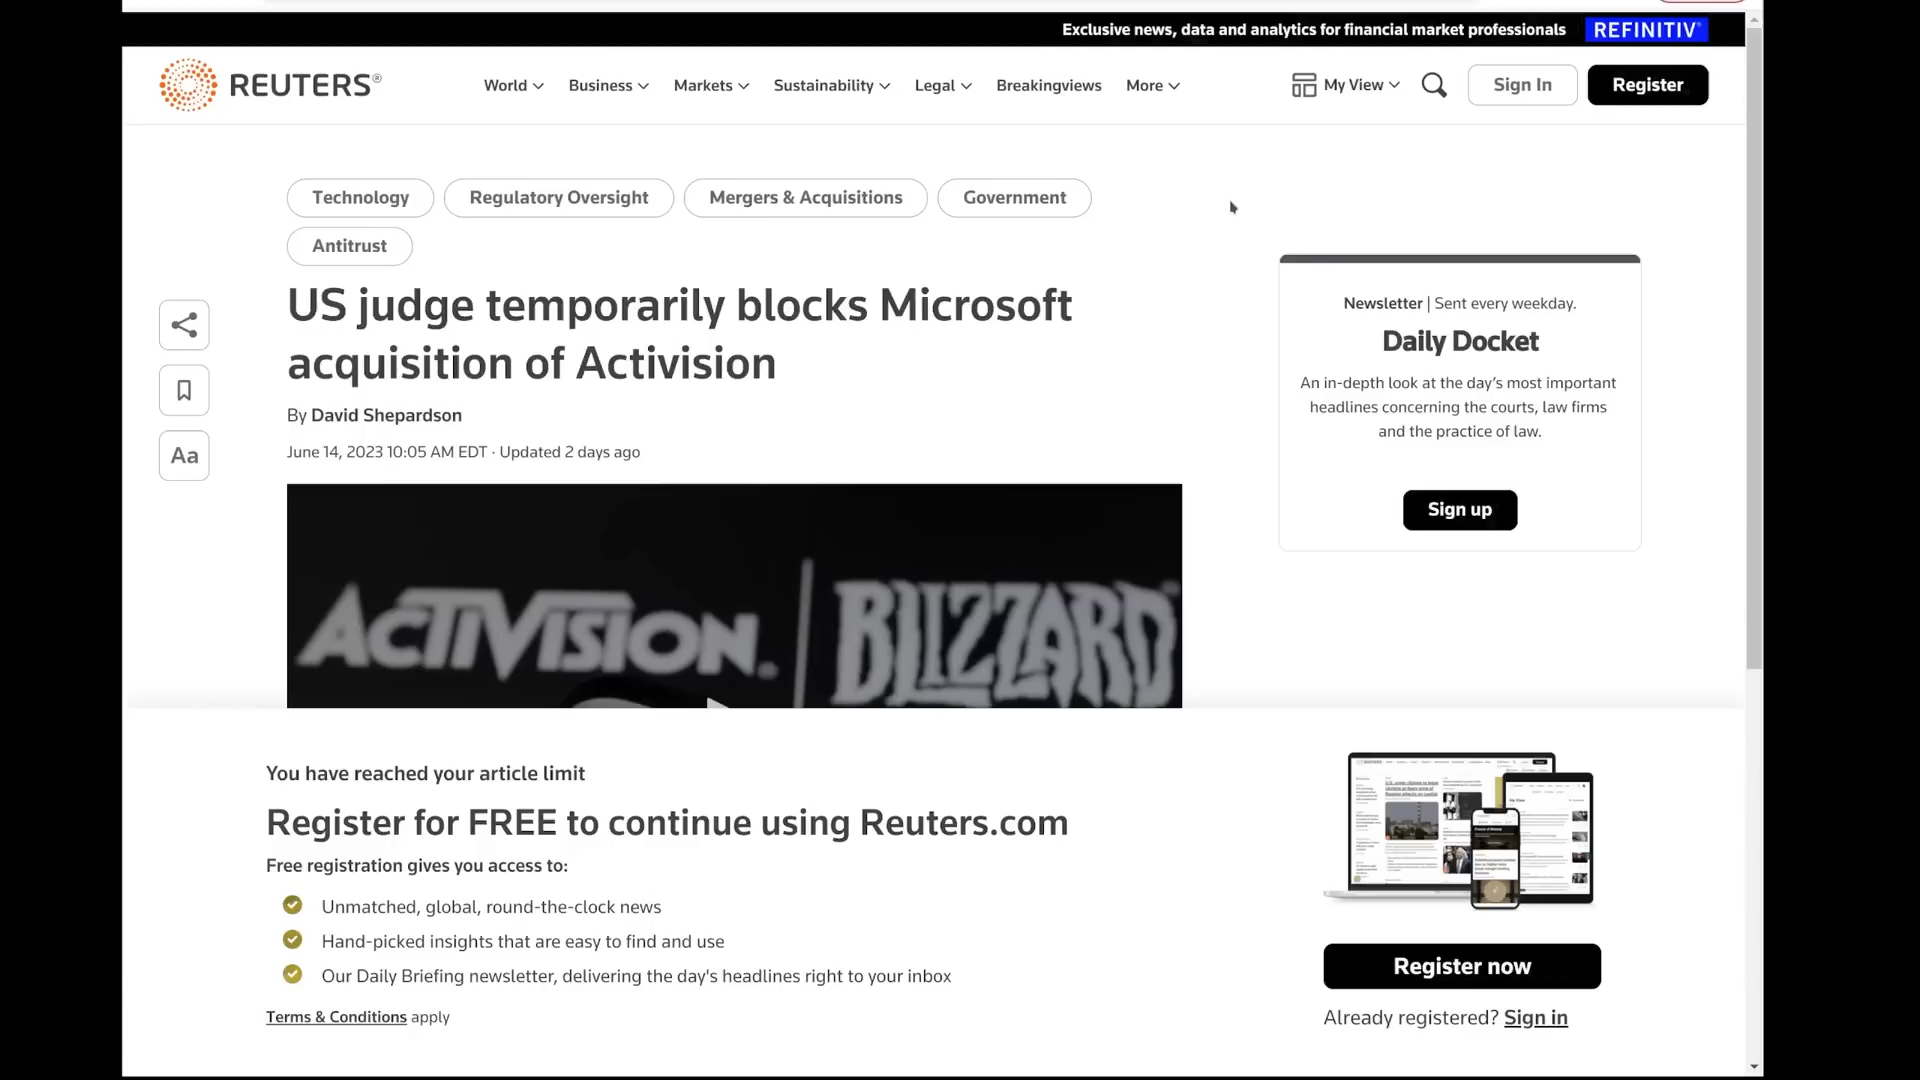 Exclusive news, data and analytics for financial market professionals REFINITIV
REUTERS®
World Business Markets Sustainability Legal Breakingviews More
My View
Sign In
Register
Technology
Regulatory Oversight
Mergers & Acquisitions
Government
Antitrust
US judge temporarily blocks Microsoft
acquisition of Activision
By David Shepardson
June 14, 2023 10:05 AM EDT · Updated 2 days ago
Aa
Newsletter | Sent every weekday.
Daily Docket
An in-depth look at the day's most important
headlines concerning the courts, law firms
and the practice of law.
Sign up
ACTIVISION. | BLIZZARD
You have reached your article limit
Register for FREE to continue using Reuters.com
Free registration gives you access to:
Unmatched, global, round-the-clock news
Hand-picked insights that are easy to find and use
Our Daily Briefing newsletter, delivering the day's headlines right to your inbox
Terms & Conditions apply
Register now
Already registered? Sign in